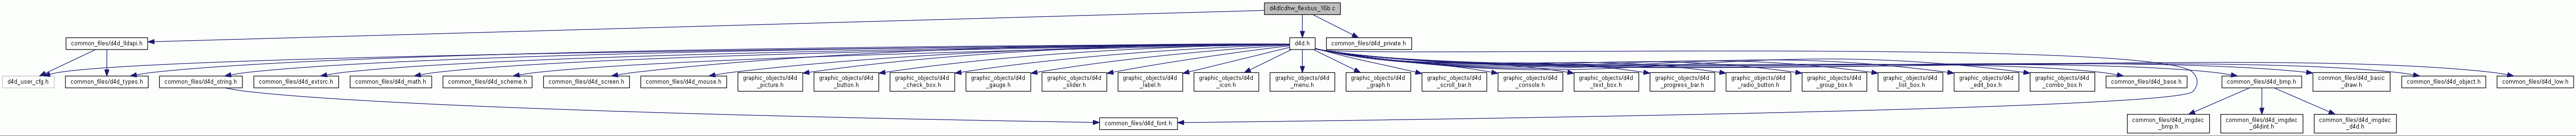 d4dlcdhw_flexbus_16b.c
common_files/d4d_lldapi.h
d4d.h
common_files/d4d_private.h
d4d_user_cfg.h
common_files/d4d_types.h
common_files/d4d_string.h
common_files/d4d_extsrc.h
common_files/d4d_math.h
common_files/d4d_scheme.h
common_files/d4d_screen.h
common_files/d4d_mouse.h
graphic_objects/d4d
_picture.h
graphic_objects/d4d
_button.h
graphic_objects/d4d
_check_box.h
graphic_objects/d4d
_gauge.h
graphic_objects/d4d
_slider.h
graphic_objects/d4d
_label.h
graphic_objects/d4d
_icon.h
graphic_objects/d4d
_menu.h
graphic_objects/d4d
_graph.h
graphic_objects/d4d
_scroll_bar.h
graphic_objects/d4d
_console.h
graphic_objects/d4d
_text_box.h
graphic_objects/d4d
_progress_bar.h
graphic_objects/d4d
_radio_button.h
graphic_objects/d4d
_group_box.h
graphic_objects/d4d
_list_box.h
graphic_objects/d4d
_edit_box.h
graphic_objects/d4d
_combo_box.h
common_files/d4d_base.h
common_files/d4d_bmp.h
common_files/d4d_basic
_draw.h
common_files/d4d_object.h
common_files/d4d_low.h
common_files/d4d_font.h
common_files/d4d_imgdec
_bmp.h
common_files/d4d_imgdec
_d4dint.h
common_files/d4d_imgdec
_d4d.h